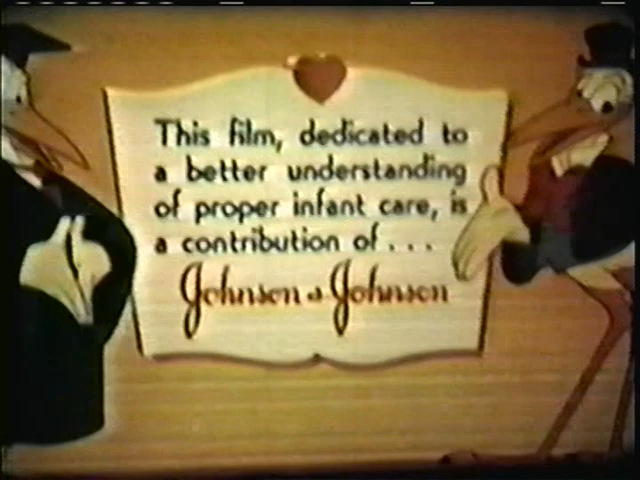 This film, dedicated to
a better understanding
of proper infant care, is
a contribution of...
Johnson & Johnson